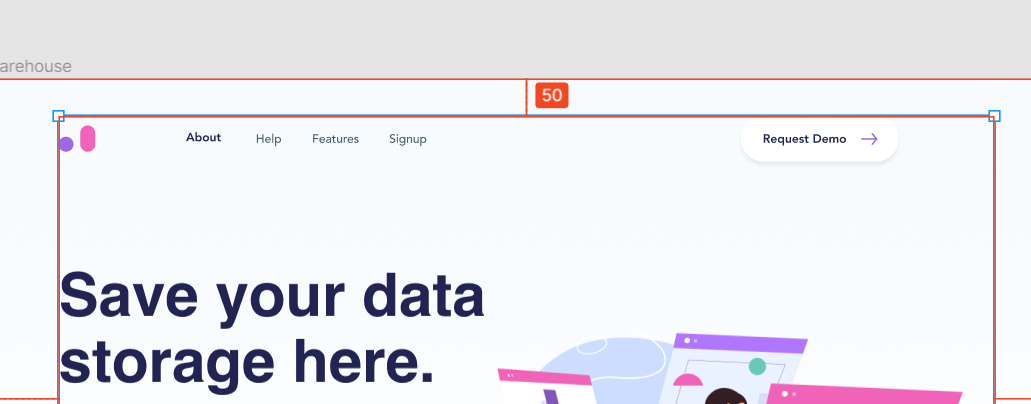 arehouse
50
About Help Features Signup Request Demo
Save your data
storage here.